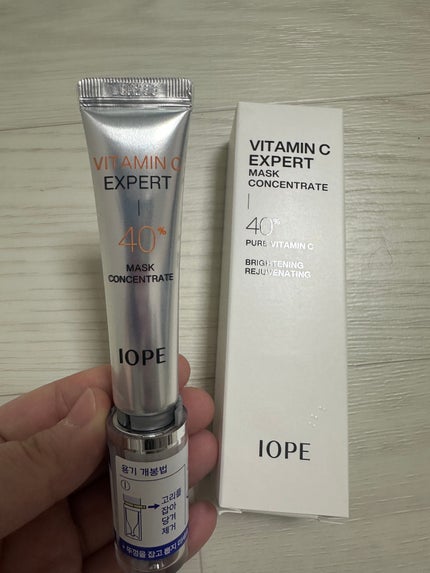 VITAMIN C
EXPERT
40%
MASK
CONCENTRATE
IOPE
용기 개봉법
①
고리를
잡아
당겨
제거
VITAMIN C
EXPERT
MASK
CONCENTRATE
40%
PURE VITAMIN C
BRIGHTENING
REJUVENATING
IOPE